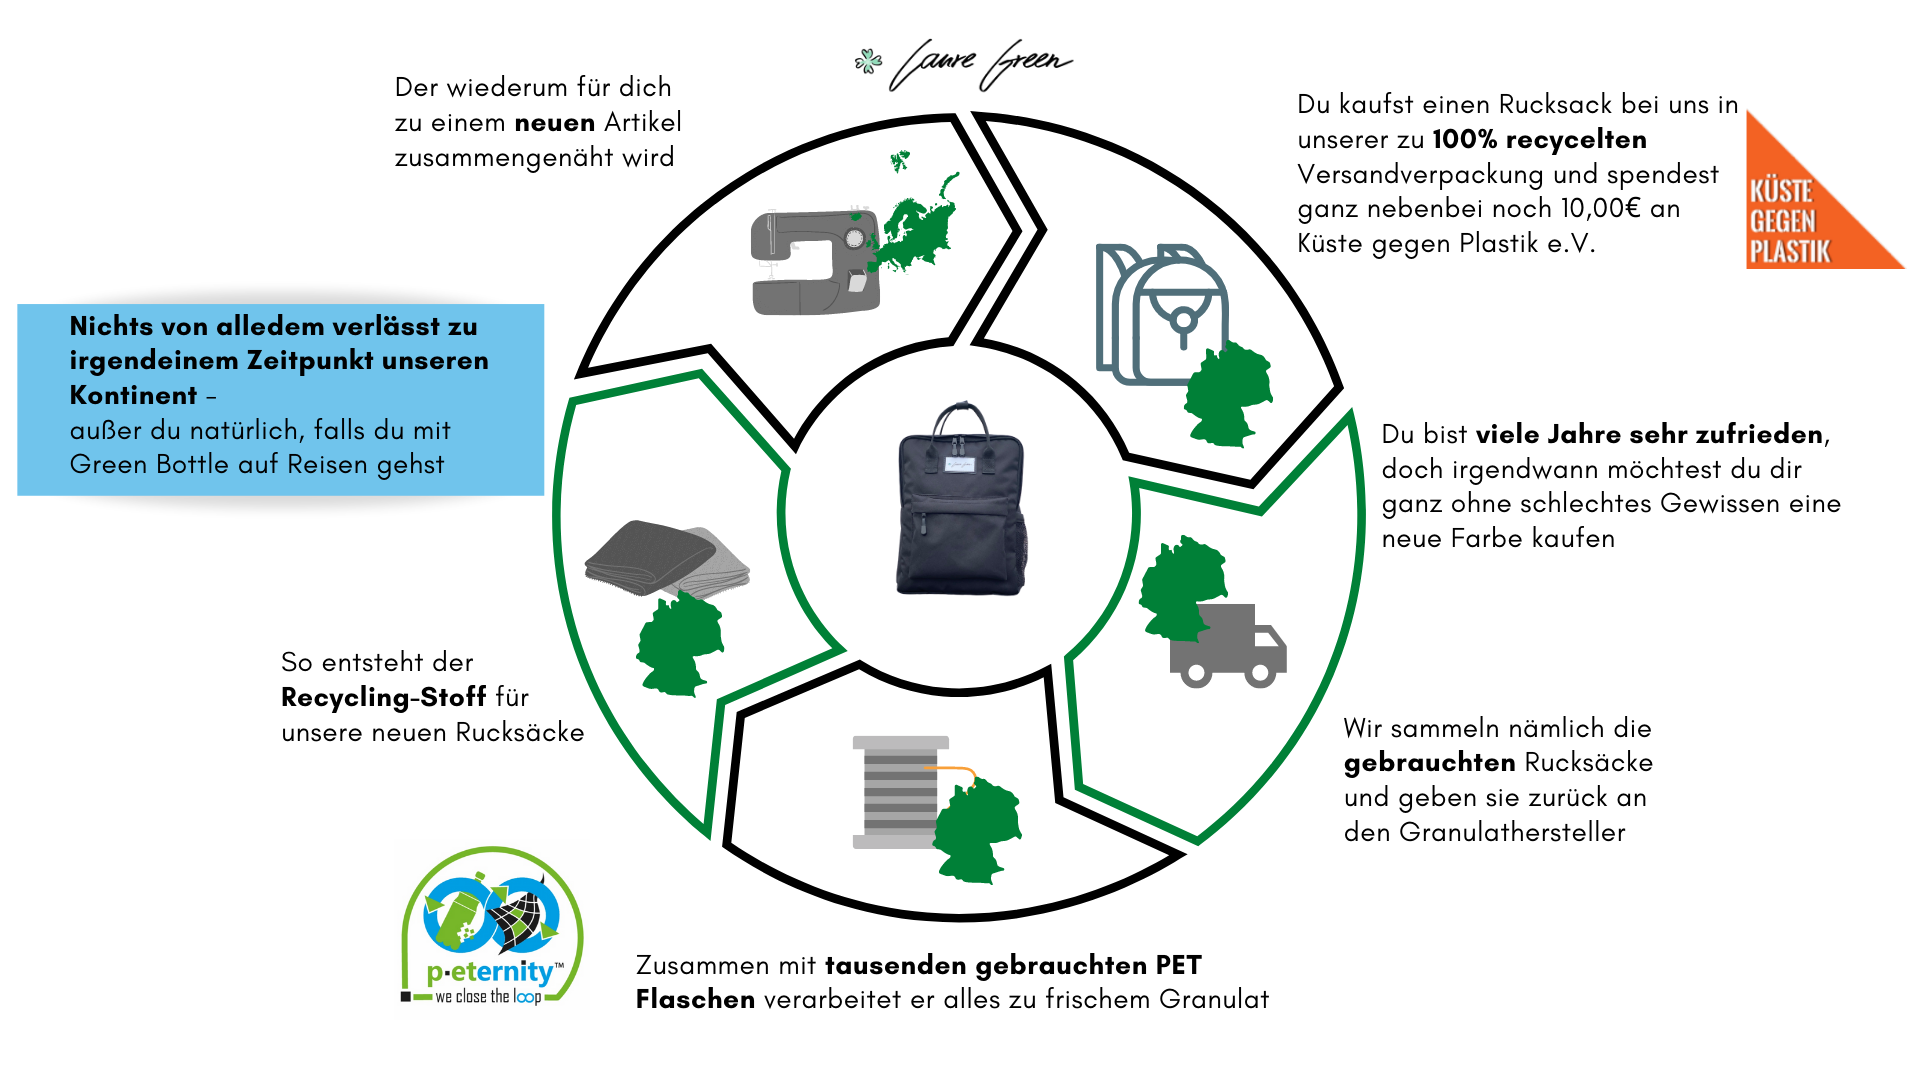 Laure Green
Du kaufst einen Rucksack bei uns in
unserer zu 100% recycelten
Versandverpackung und spendest
ganz nebenbei noch 10,00€ an
Küste gegen Plastik e.V.
KÜSTE
GEGEN
PLASTIK
Du bist viele Jahre sehr zufrieden,
doch irgendwann möchtest du dir
ganz ohne schlechtes Gewissen eine
neue Farbe kaufen
Wir sammeln nämlich die
gebrauchten Rucksäcke
und geben sie zurück an
den Granulathersteller
Zusammen mit tausenden gebrauchten PET
Flaschen verarbeitet er alles zu frischem Granulat
p-eternity™
we close the loop
So entsteht der
Recycling-Stoff für
unsere neuen Rucksäcke
Nichts von alledem verlässt zu
irgendeinem Zeitpunkt unseren
Kontinent –
außer du natürlich, falls du mit
Green Bottle auf Reisen gehst
Der wiederum für dich
zu einem neuen Artikel
zusammengenäht wird